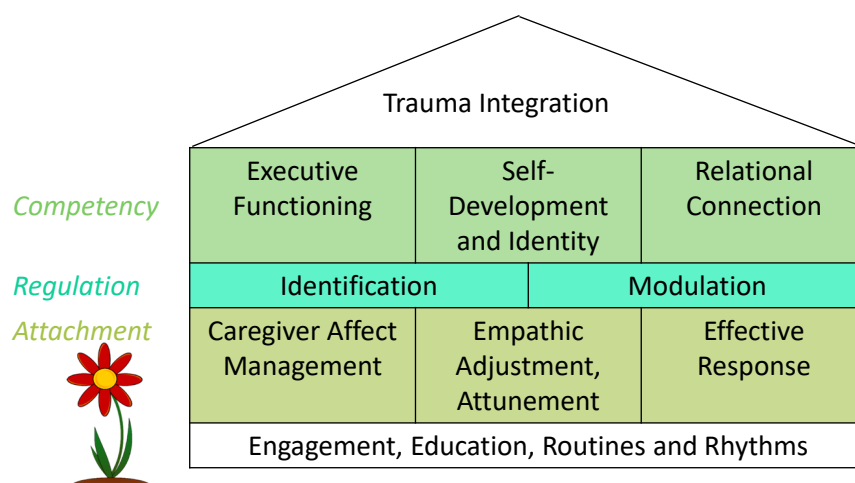 Trauma Integration
Competency
Executive
Functioning
Self-
Development
and Identity
Relational
Connection
Regulation
Identification
Modulation
Attachment
Caregiver Affect
Management
Empathic
Adjustment,
Attunement
Effective
Response
Engagement, Education, Routines and Rhythms